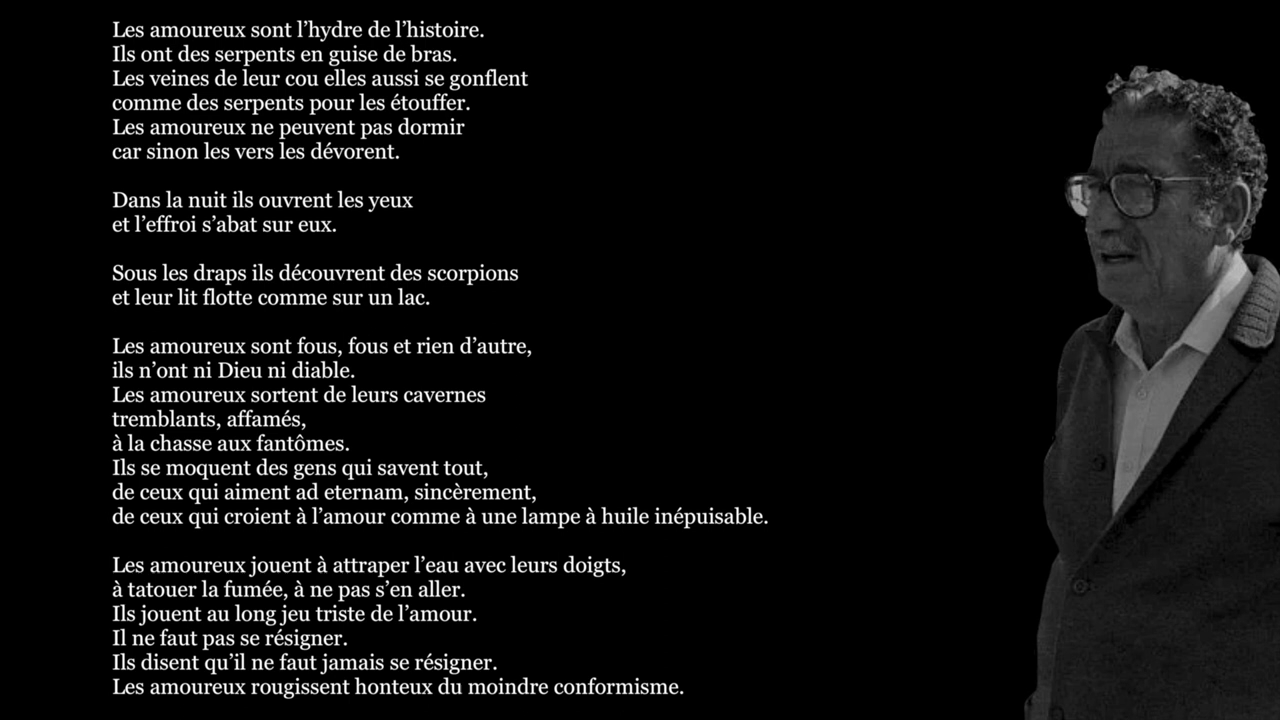 Les amoureux sont l’hydre de l’histoire.
Ils ont des serpents en guise de bras.
Les veines de leur cou elles aussi se gonflent
comme des serpents pour les étouffer.
Les amoureux ne peuvent pas dormir
car sinon les vers les dévorent.
Dans la nuit ils ouvrent les yeux
et l’effroi s’abat sur eux.
Sous les draps ils découvrent des scorpions
et leur lit flotte comme sur un lac.
Les amoureux sont fous, fous et rien d’autre,
ils n’ont ni Dieu ni diable.
Les amoureux sortent de leurs cavernes
tremblants, affamés,
à la chasse aux fantômes.
Ils se moquent des gens qui savent tout,
de ceux qui aiment ad eternam, sincèrement,
de ceux qui croient à l’amour comme à une lampe à huile inépuisable.
Les amoureux jouent à attraper l’eau avec leurs doigts,
à tatouer la fumée, à ne pas s’en aller.
Ils jouent au long jeu triste de l’amour.
Il ne faut pas se résigner.
Ils disent qu’il ne faut jamais se résigner.
Les amoureux rougissent honteux du moindre conformisme.